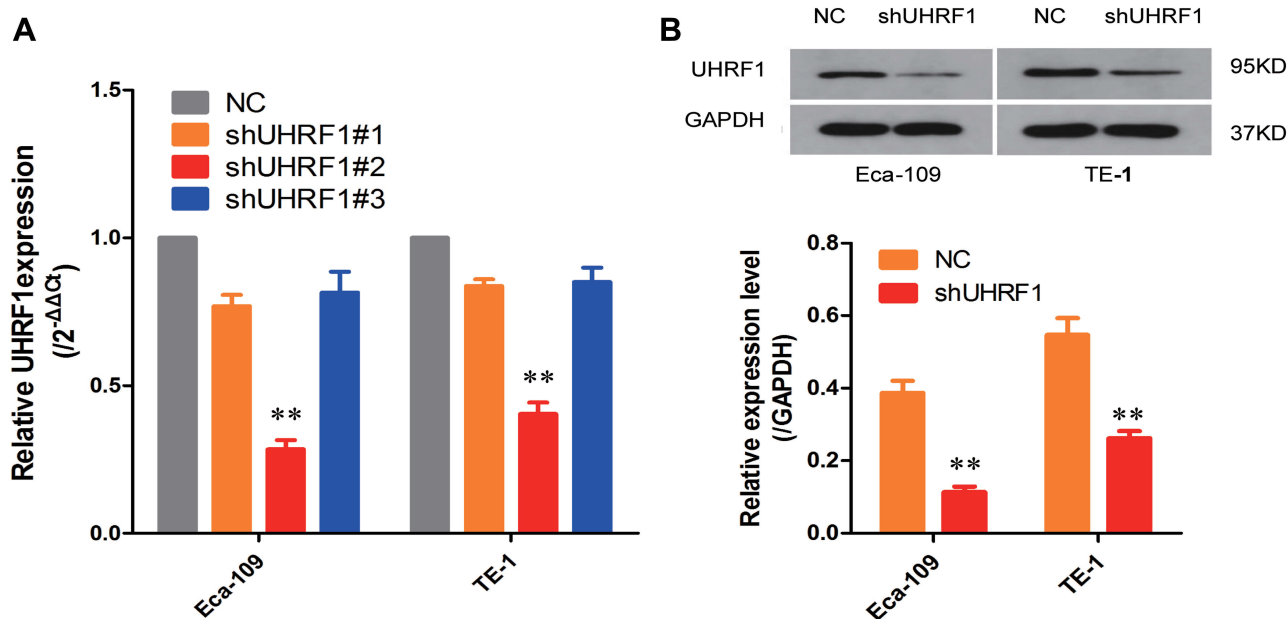 A
1.5
1.0
0.5
0.0
Relative UHRF1expression
(/2-ΔΔCt)
NC
shUHRF1#1
shUHRF1#2
shUHRF1#3
**
**
Eca-109
TE-1
B
NC shUHRF1 NC shUHRF1
UHRF1 95KD
GAPDH 37KD
Eca-109 TE-1
0.8
0.6
0.4
0.2
0.0
Relative expression level
(/GAPDH)
NC
shUHRF1
**
**
Eca-109
TE-1